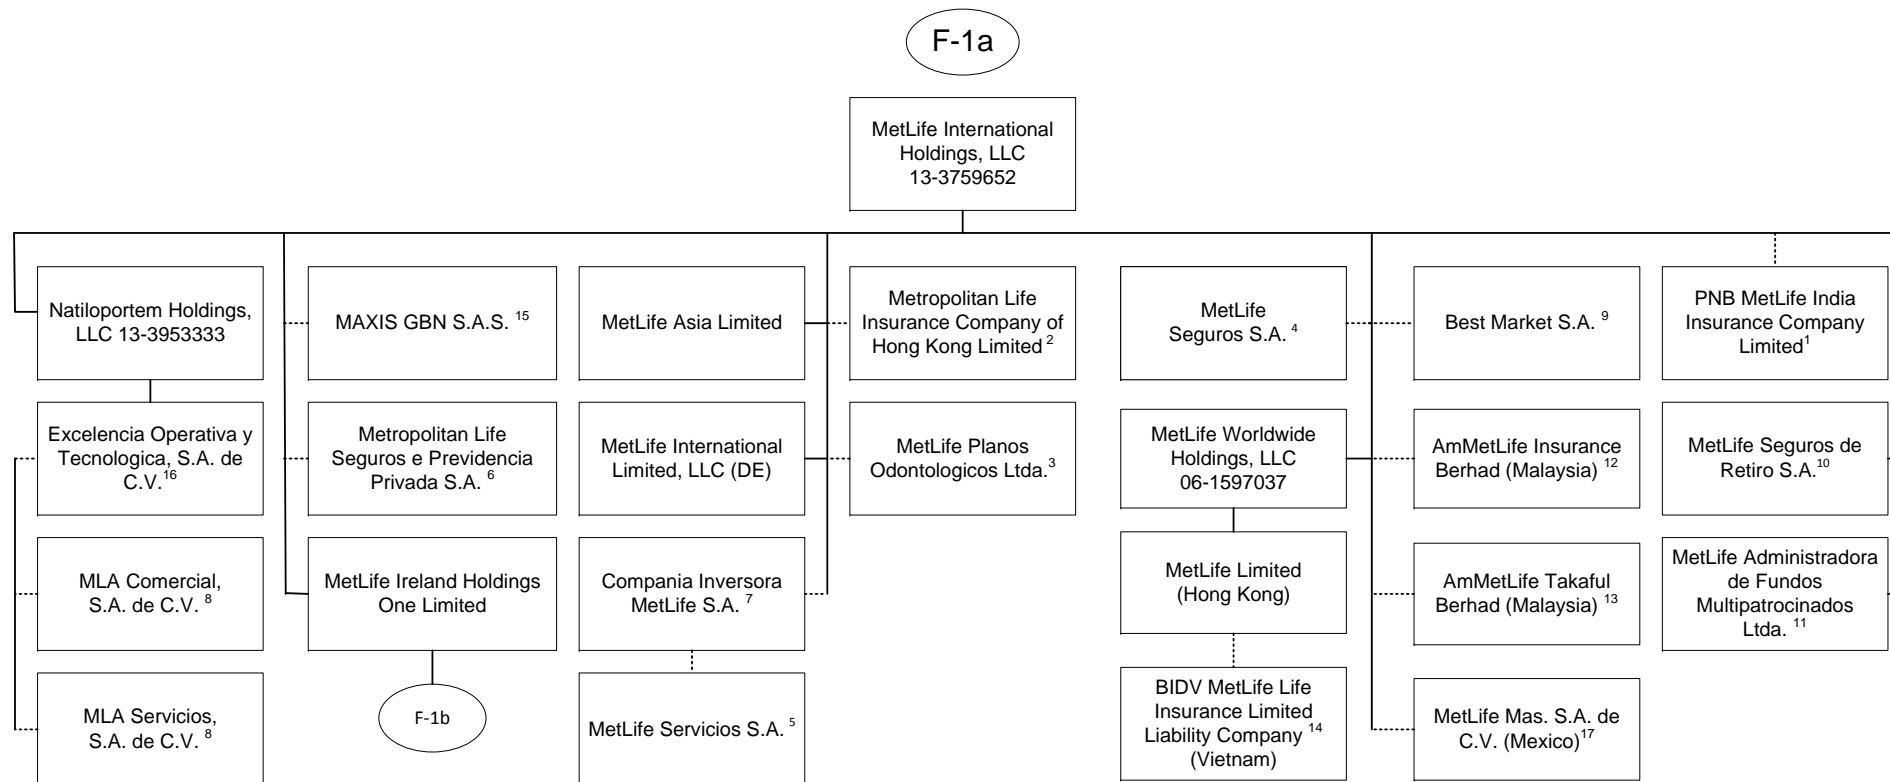 F-1a
MetLife International
Holdings, LLC
13-3759652
Natiloportem Holdings,
LLC 13-3953333
MAXIS GBN S.A.S. 15
MetLife Asia Limited
Metropolitan Life
Insurance Company of
Hong Kong Limited 2
MetLife
Seguros S.A. 4
Best Market S.A. 9
PNB MetLife India
Insurance Company
Limited1
Excelencia Operativa y
Tecnologica, S.A. de
C.V.16
Metropolitan Life
Seguros e Previdencia
Privada S.A. 6
MetLife International
Limited, LLC (DE)
MetLife Planos
Odontologicos Ltda.3
MetLife Worldwide
Holdings, LLC
06-1597037
AmMetLife Insurance
Berhad (Malaysia) 12
MetLife Seguros de
Retiro S.A.10
MLA Comercial,
S.A. de C.V. 8
MetLife Ireland Holdings
One Limited
Compania Inversora
MetLife S.A. 7
MetLife Limited
(Hong Kong)
AmMetLife Takaful
Berhad (Malaysia) 13
MetLife Administradora
de Fundos
Multipatrocinados
Ltda. 11
MLA Servicios,
S.A. de C.V. 8
F-1b
MetLife Servicios S.A. 5
BIDV MetLife Life
Insurance Limited
Liability Company 14
(Vietnam)
MetLife Mas. S.A. de
C.V. (Mexico)17